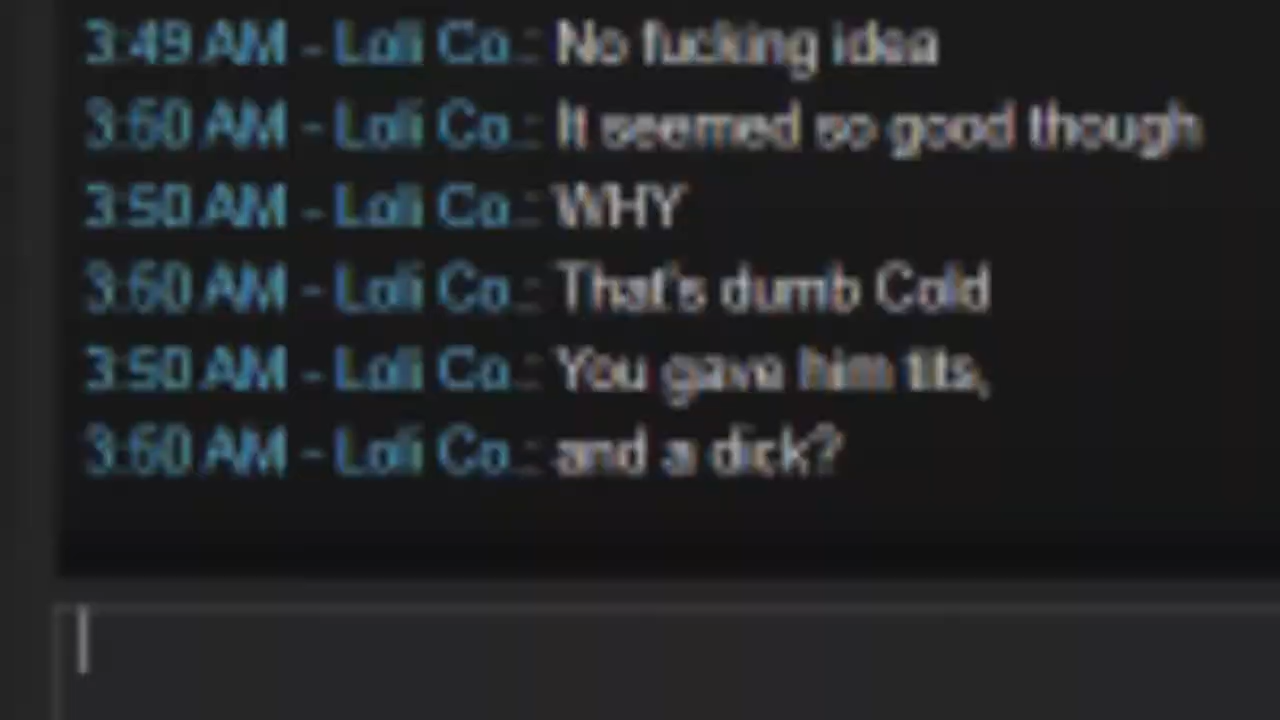 3:49 AM - Loli Co.: No fucking idea
3:50 AM - Loli Co.: It seemed so good though
3:50 AM - Loli Co.: WHY
3:50 AM - Loli Co.: That's dumb Cold
3:50 AM - Loli Co.: You gave him tits,
3:50 AM - Loli Co.: and a dick?